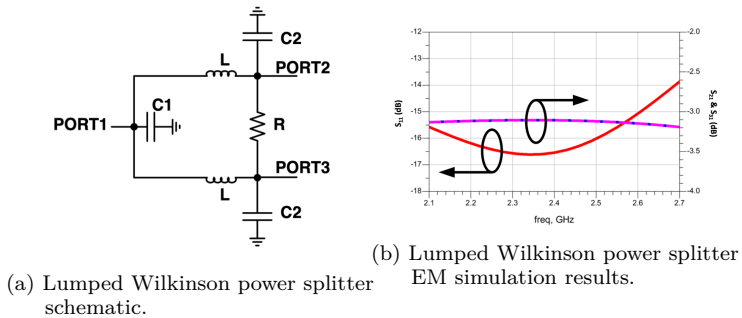 C2
L
PORT2
C1
PORT1
R
PORT3
L
C2
(a) Lumped Wilkinson power splitter
schematic.
-12
-13
-14
-15
-16
-17
-18
S11 (dB)
-2.0
-2.5
-3.0
-3.5
-4.0
S21 & S31 (dB)
2.1
2.2
2.3
2.4
2.5
2.6
2.7
freq, GHz
(b) Lumped Wilkinson power splitter
EM simulation results.